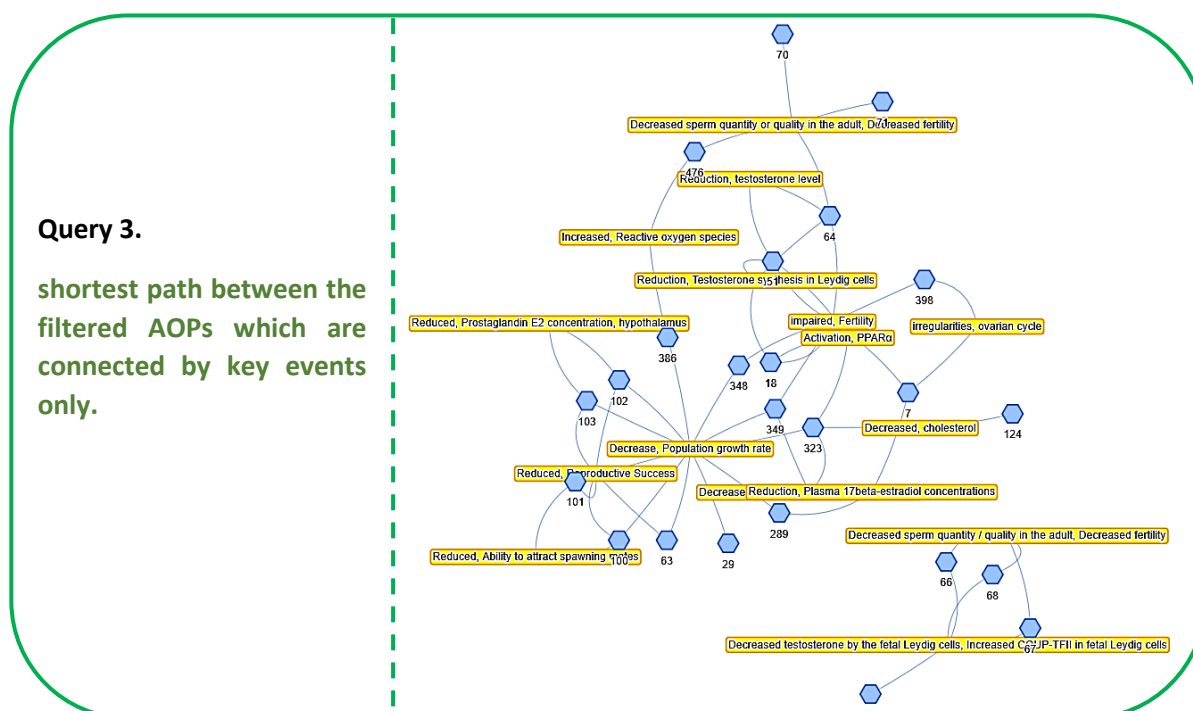 Query 3.
shortest path between the
filtered AOPs which are
connected by key events
only.
70
71
Decreased sperm quantity or quality in the adult, Decreased fertility
476
Reduction, testosterone level
64
Increased, Reactive oxygen species
51
Reduction, Testosterone synthesis in Leydig cells
398
Reduced, Prostaglandin E2 concentration, hypothalamus
impaired, Fertility
irregularities, ovarian cycle
Activation, PPARα
386
348
18
102
103
349
7
323
124
Decreased, cholesterol
Decrease, Population growth rate
Reduced, Reproductive Success
101
Decrease
Reduction, Plasma 17beta-estradiol concentrations
289
Reduced, Ability to attract spawning mates
100
63
29
Decreased sperm quantity / quality in the adult, Decreased fertility
66
68
Decreased testosterone by the fetal Leydig cells, Increased COUP-TFII in fetal Leydig cells
67